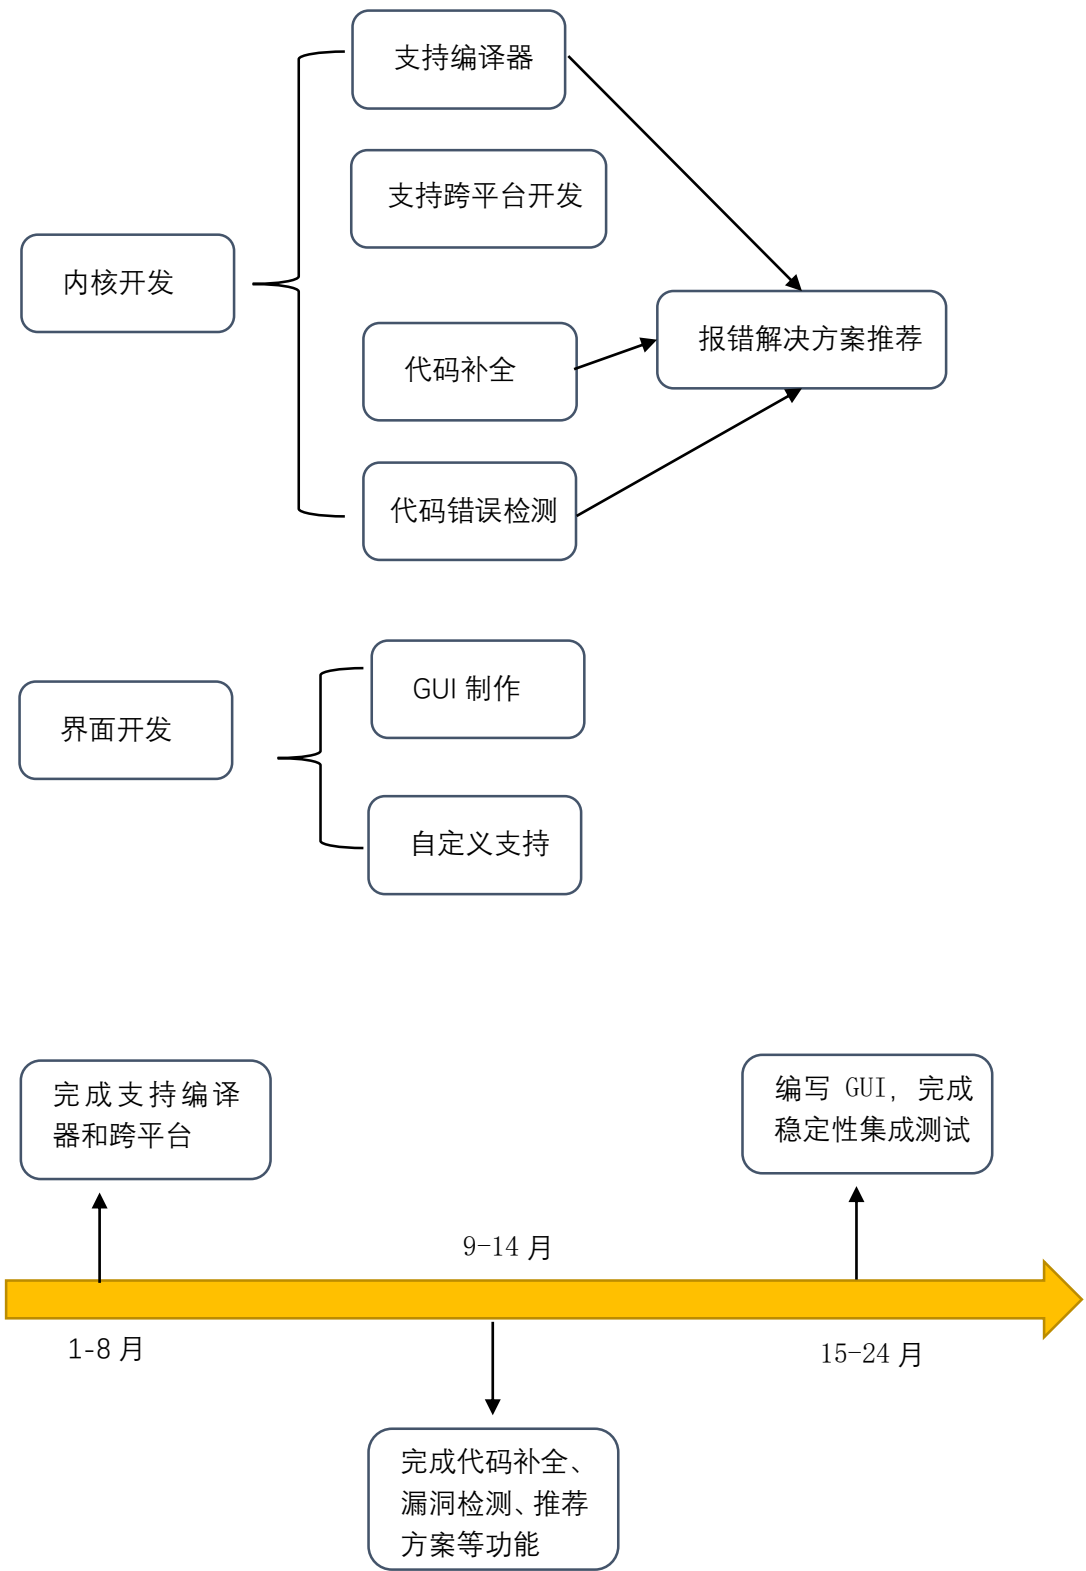 支持编译器
支持跨平台开发
内核开发
报错解决方案推荐
代码补全
代码错误检测
GUI 制作
界面开发
自定义支持
完成支持编译
器和跨平台
编写 GUI，完成
稳定性集成测试
9-14 月
1-8 月
15-24 月
完成代码补全、
漏洞检测、推荐
方案等功能